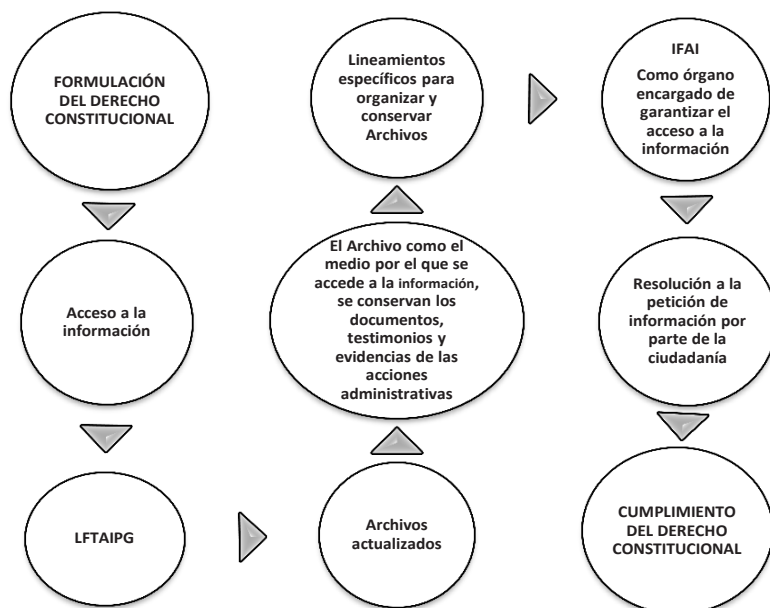 FORMULACIÓN
DEL DERECHO
CONSTITUCIONAL
Acceso a la
información
LFTAIPG
Archivos
actualizados
El Archivo como el
medio por el que se
accede a la información,
se conservan los
documentos,
testimonios y
evidencias de las
acciones
administrativas
Lineamientos
específicos para
organizar y
conservar
Archivos
IFAI
Como órgano
encargado de
garantizar el
acceso a la
información
Resolución a la
petición de
información por
parte de la
ciudadanía
CUMPLIMIENTO
DEL DERECHO
CONSTITUCIONAL